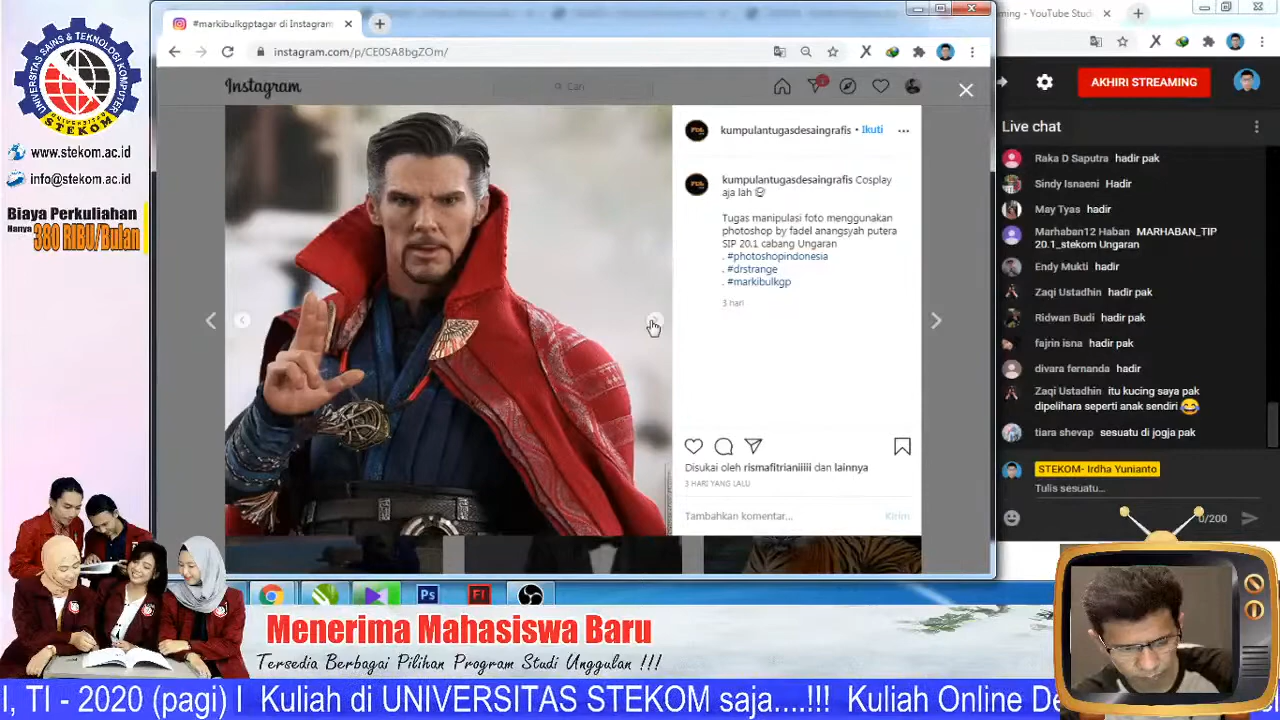 UNIVERSITAS SAINS & TEKNOLOGI KOMPUTER
STEKOM
www.stekom.ac.id
info@stekom.ac.id
Biaya Perkuliahan
Hanya 380 RIBU/Bulan
#markibulkgptagar di Instagram
instagram.com/p/CE0SA8bgZOm/
Instagram
Cari
kumpulantugasdesaingrafis • Ikuti
kumpulantugasdesaingrafis Cosplay
aja lah
Tugas manipulasi foto menggunakan
photoshop by fadel anangsyah putera
SIP 20.1 cabang Ungaran
. #photoshopindonesia
. #drstrange
. #markibulkgp
3 hari
Disukai oleh rismafitrianiiiii dan lainnya
3 HARI YANG LALU
Tambahkan komentar...
Kirim
ming - YouTube Studi
AKHIRI STREAMING
Live chat
Raka D Saputra hadir pak
Sindy Isnaeni Hadir
May Tyas hadir
Marhaban12 Haban MARHABAN_TIP
20.1_stekom Ungaran
Endy Mukti hadir
Zaqi Ustadhin hadir pak
Ridwan Budi hadir pak
fajrin isna hadir pak
divara fernanda hadir
Zaqi Ustadhin itu kucing saya pak
dipelihara seperti anak sendiri 😂
tiara shevap sesuatu di jogja pak
STEKOM- Irdha Yunianto
Tulis sesuatu...
0/200
Ps
Fl
Menerima Mahasiswa Baru
Tersedia Berbagai Pilihan Program Studi Unggulan !!!
I, TI - 2020 (pagi) I Kuliah di UNIVERSITAS STEKOM saja....!!! Kuliah Online De